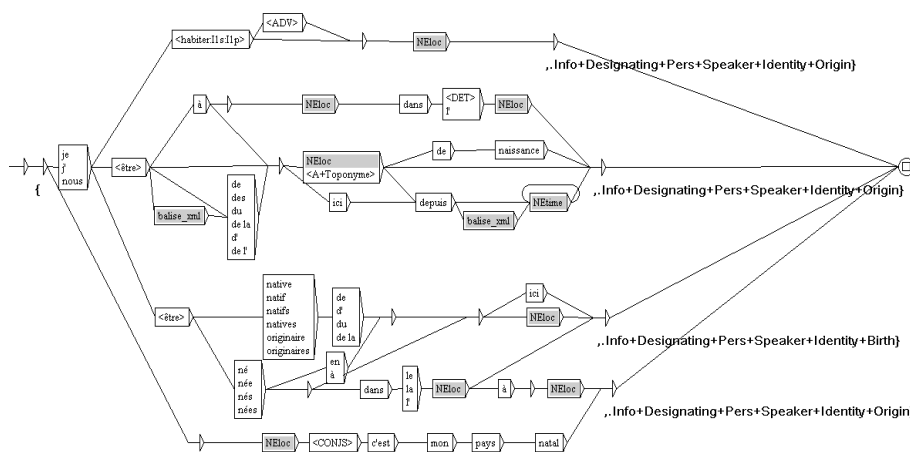 <ADV>
<habiter:I1s:I1p>
NEloc
,.Info+Designating+Pers+Speaker+Identity+Origin}
à
NEloc
dans
<DET>
l'
NEloc
je
j'
nous
{
<être>
NEloc
<A+Toponyme>
de
naissance
,.Info+Designating+Pers+Speaker+Identity+Origin}
balise_xml
de
des
du
de la
d'
de l'
ici
depuis
balise_xml
NEtime
<être>
native
natif
natifs
natives
originaire
originaires
de
d'
du
de la
ici
NEloc
,.Info+Designating+Pers+Speaker+Identity+Birth}
né
née
nés
nées
en
à
dans
le
la
l'
NEloc
à
NEloc
,.Info+Designating+Pers+Speaker+Identity+Origin
NEloc
<CONJS>
c'est
mon
pays
natal